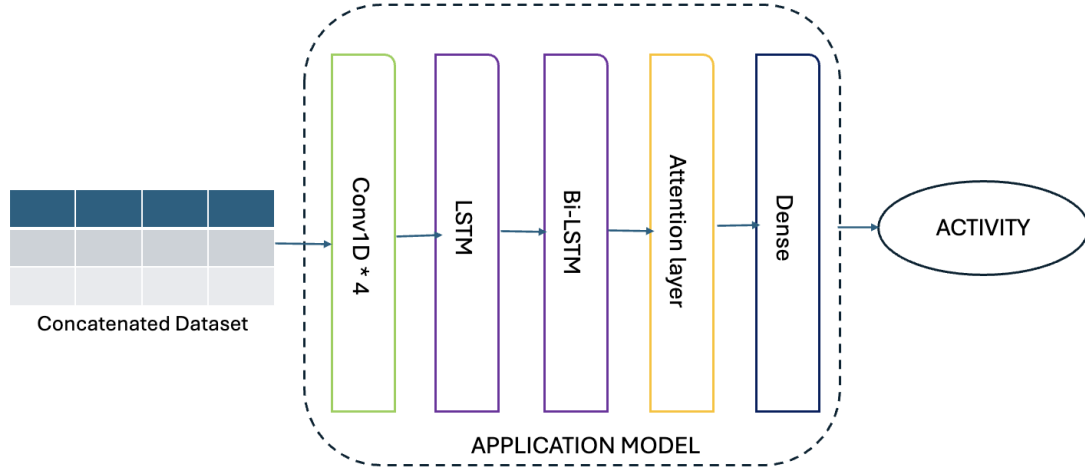 Concatenated Dataset
Conv1D * 4
LSTM
Bi-LSTM
Attention layer
Dense
ACTIVITY
APPLICATION MODEL